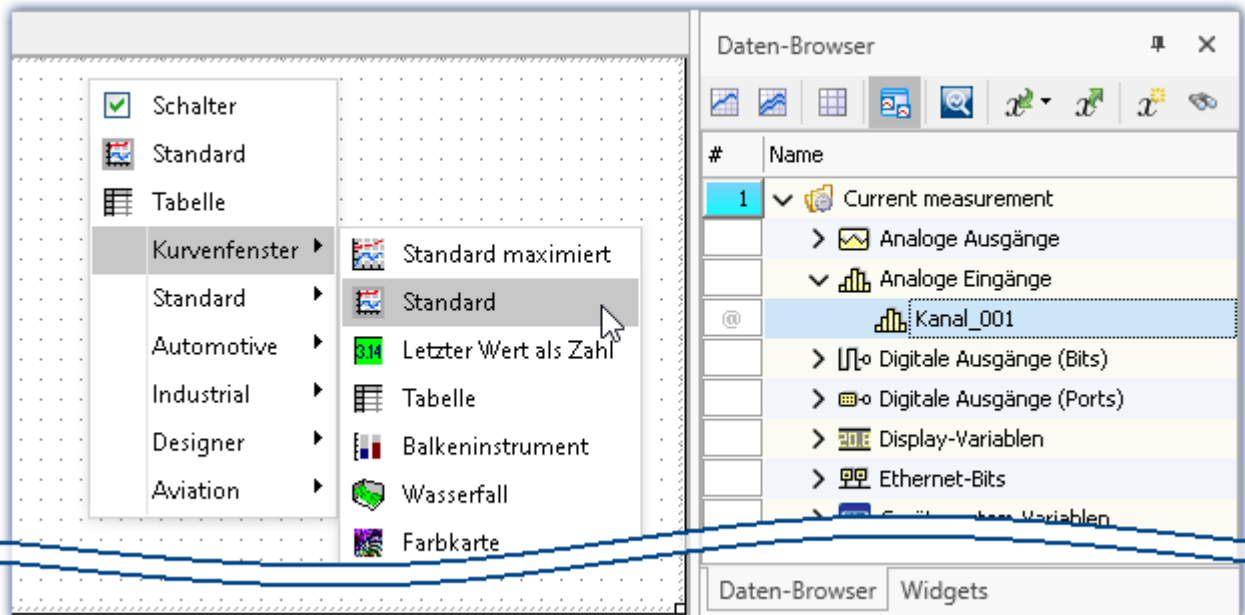 Schalter
Standard
Tabelle
Kurvenfenster
Standard
Automotive
Industrial
Designer
Aviation
Standard maximiert
Standard
Letzter Wert als Zahl
3.14
Tabelle
Balkeninstrument
Wasserfall
Farbkarte
Daten-Browser
# Name
1 Current measurement
Analoge Ausgänge
Analoge Eingänge
@ Kanal_001
Digitale Ausgänge (Bits)
Digitale Ausgänge (Ports)
Display-Variablen
Ethernet-Bits
Daten-Browser Widgets